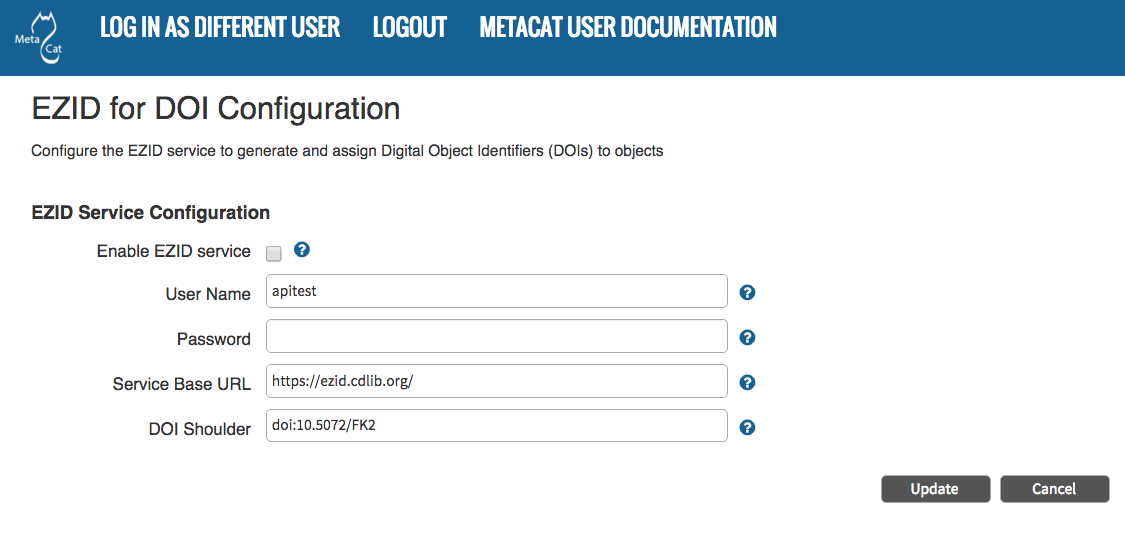 Meta Cat
LOG IN AS DIFFERENT USER LOGOUT METACAT USER DOCUMENTATION
EZID for DOI Configuration
Configure the EZID service to generate and assign Digital Object Identifiers (DOIs) to objects
EZID Service Configuration
Enable EZID service ?
User Name apitest ?
Password ?
Service Base URL https://ezid.cdlib.org/ ?
DOI Shoulder doi:10.5072/FK2 ?
Update Cancel